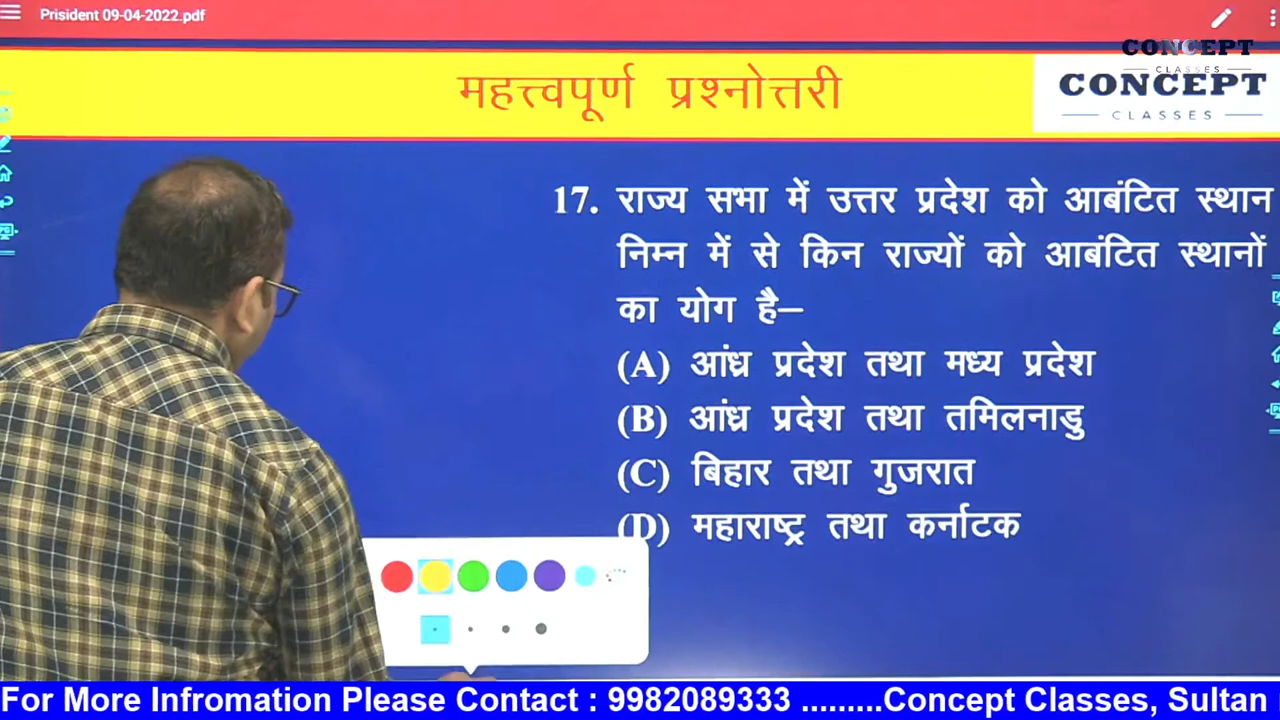 Prisident 09-04-2022.pdf
CONCEPT
CLASSES
महत्त्वपूर्ण प्रश्नोत्तरी
CONCEPT
CLASSES
17. राज्य सभा में उत्तर प्रदेश को आबंटित स्थान
निम्न में से किन राज्यों को आबंटित स्थानों
का योग है–
(A) आंध्र प्रदेश तथा मध्य प्रदेश
(B) आंध्र प्रदेश तथा तमिलनाडु
(C) बिहार तथा गुजरात
(D) महाराष्ट्र तथा कर्नाटक
For More Infromation Please Contact : 9982089333 .........Concept Classes, Sultan